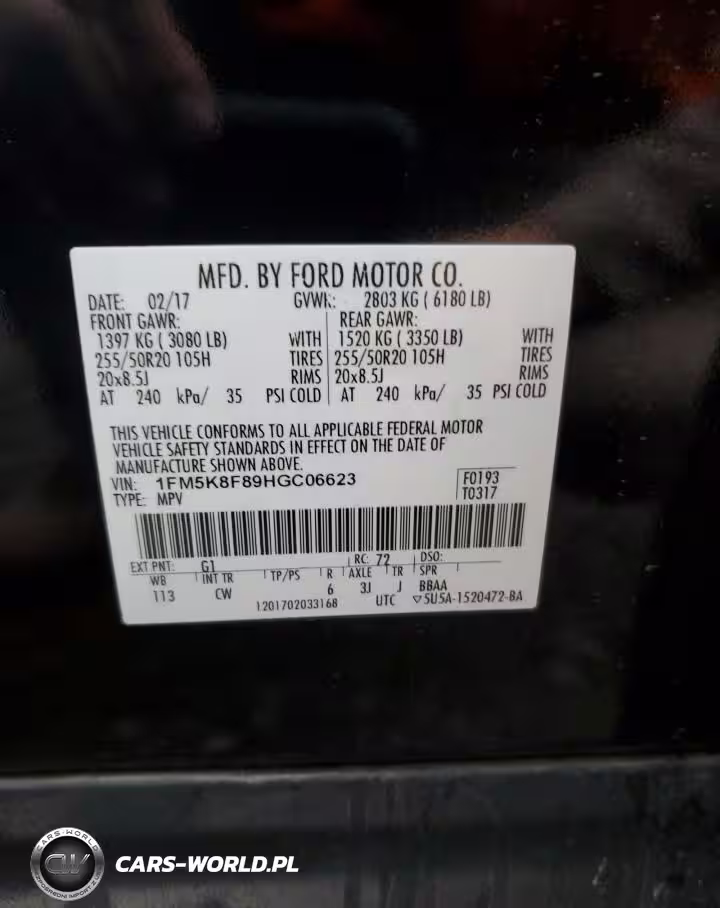 MFD. BY FORD MOTOR CO.
DATE: 02/17 GVWR: 2803 KG ( 6180 LB)
FRONT GAWR: REAR GAWR:
1397 KG ( 3080 LB) WITH 1520 KG ( 3350 LB) WITH
255/50R20 105H TIRES 255/50R20 105H TIRES
20x8.5J RIMS 20x8.5J RIMS
AT 240 kPa/ 35 PSI COLD AT 240 kPa/ 35 PSI COLD
THIS VEHICLE CONFORMS TO ALL APPLICABLE FEDERAL MOTOR
VEHICLE SAFETY STANDARDS IN EFFECT ON THE DATE OF
MANUFACTURE SHOWN ABOVE.
VIN: 1FM5K8F89HGC06623 F0193
TYPE: MPV T0317
EXT PNT: G1 RC: 72 DSO:
WB INT TR TP/PS R AXLE TR SPR
113 CW 6 3J J BBAA
1201702033168 UTC ▽5U5A-1520472-BA
CARS-WORLD
CW
CARS-WORLD.PL